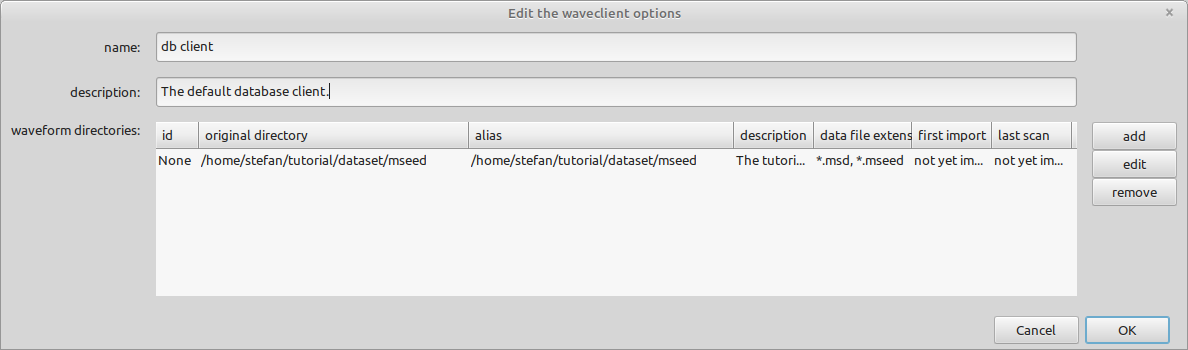 Edit the waveclient options
name: db client
description: The default database client.
waveform directories:
id original directory alias description data file extens first import last scan
None /home/stefan/tutorial/dataset/mseed /home/stefan/tutorial/dataset/mseed The tutori... *.msd, *.mseed not yet im... not yet im...
add
edit
remove
Cancel OK